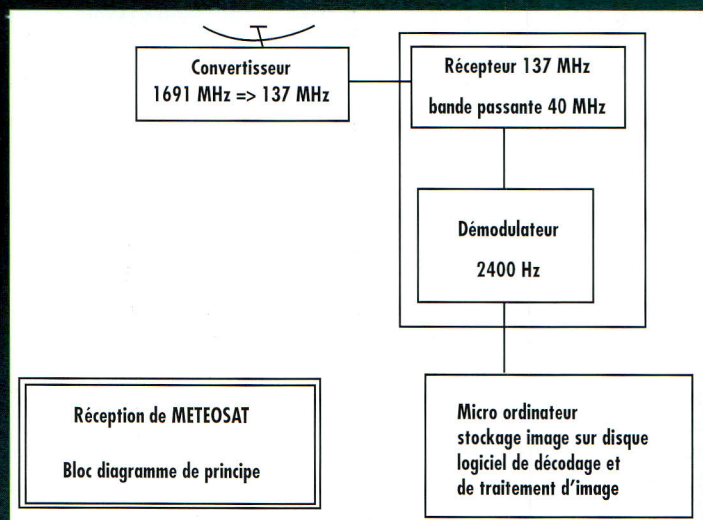 Convertisseur
1691 MHz => 137 MHz
Récepteur 137 MHz
bande passante 40 MHz
Démodulateur
2400 Hz
Réception de METEOSAT
Bloc diagramme de principe
Micro ordinateur
stockage image sur disque
logiciel de décodage et
de traitement d'image